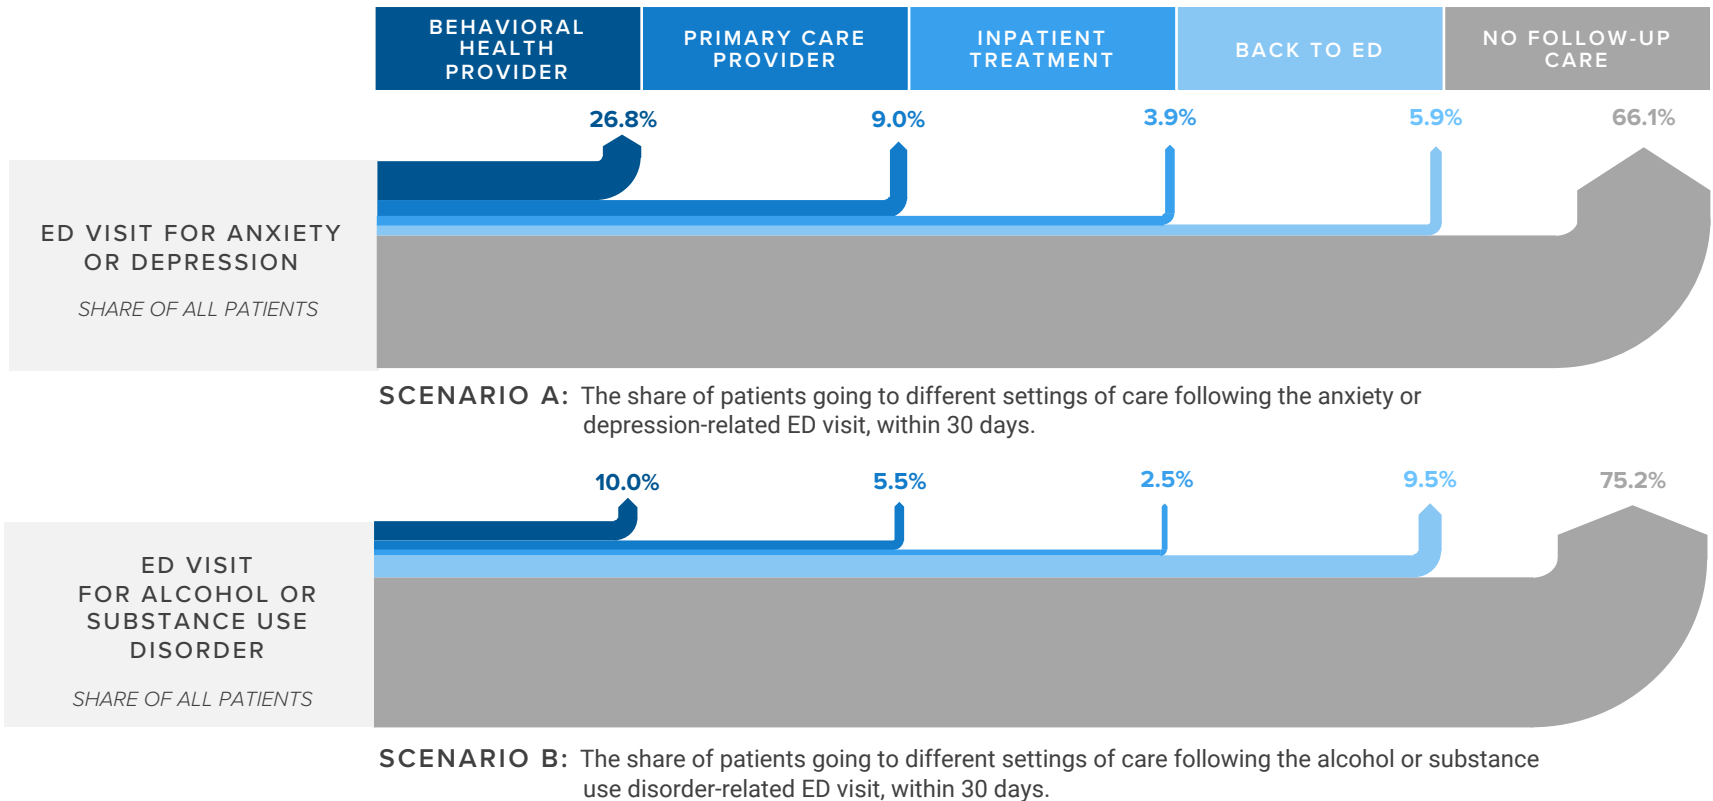 BEHAVIORAL
HEALTH
PROVIDER
PRIMARY CARE
PROVIDER
INPATIENT
TREATMENT
BACK TO ED
NO FOLLOW-UP
CARE
26.8%
9.0%
3.9%
5.9%
66.1%
ED VISIT FOR ANXIETY
OR DEPRESSION
SHARE OF ALL PATIENTS
SCENARIO A: The share of patients going to different settings of care following the anxiety or
depression-related ED visit, within 30 days.
10.0%
5.5%
2.5%
9.5%
75.2%
ED VISIT
FOR ALCOHOL OR
SUBSTANCE USE
DISORDER
SHARE OF ALL PATIENTS
SCENARIO B: The share of patients going to different settings of care following the alcohol or substance
use disorder-related ED visit, within 30 days.